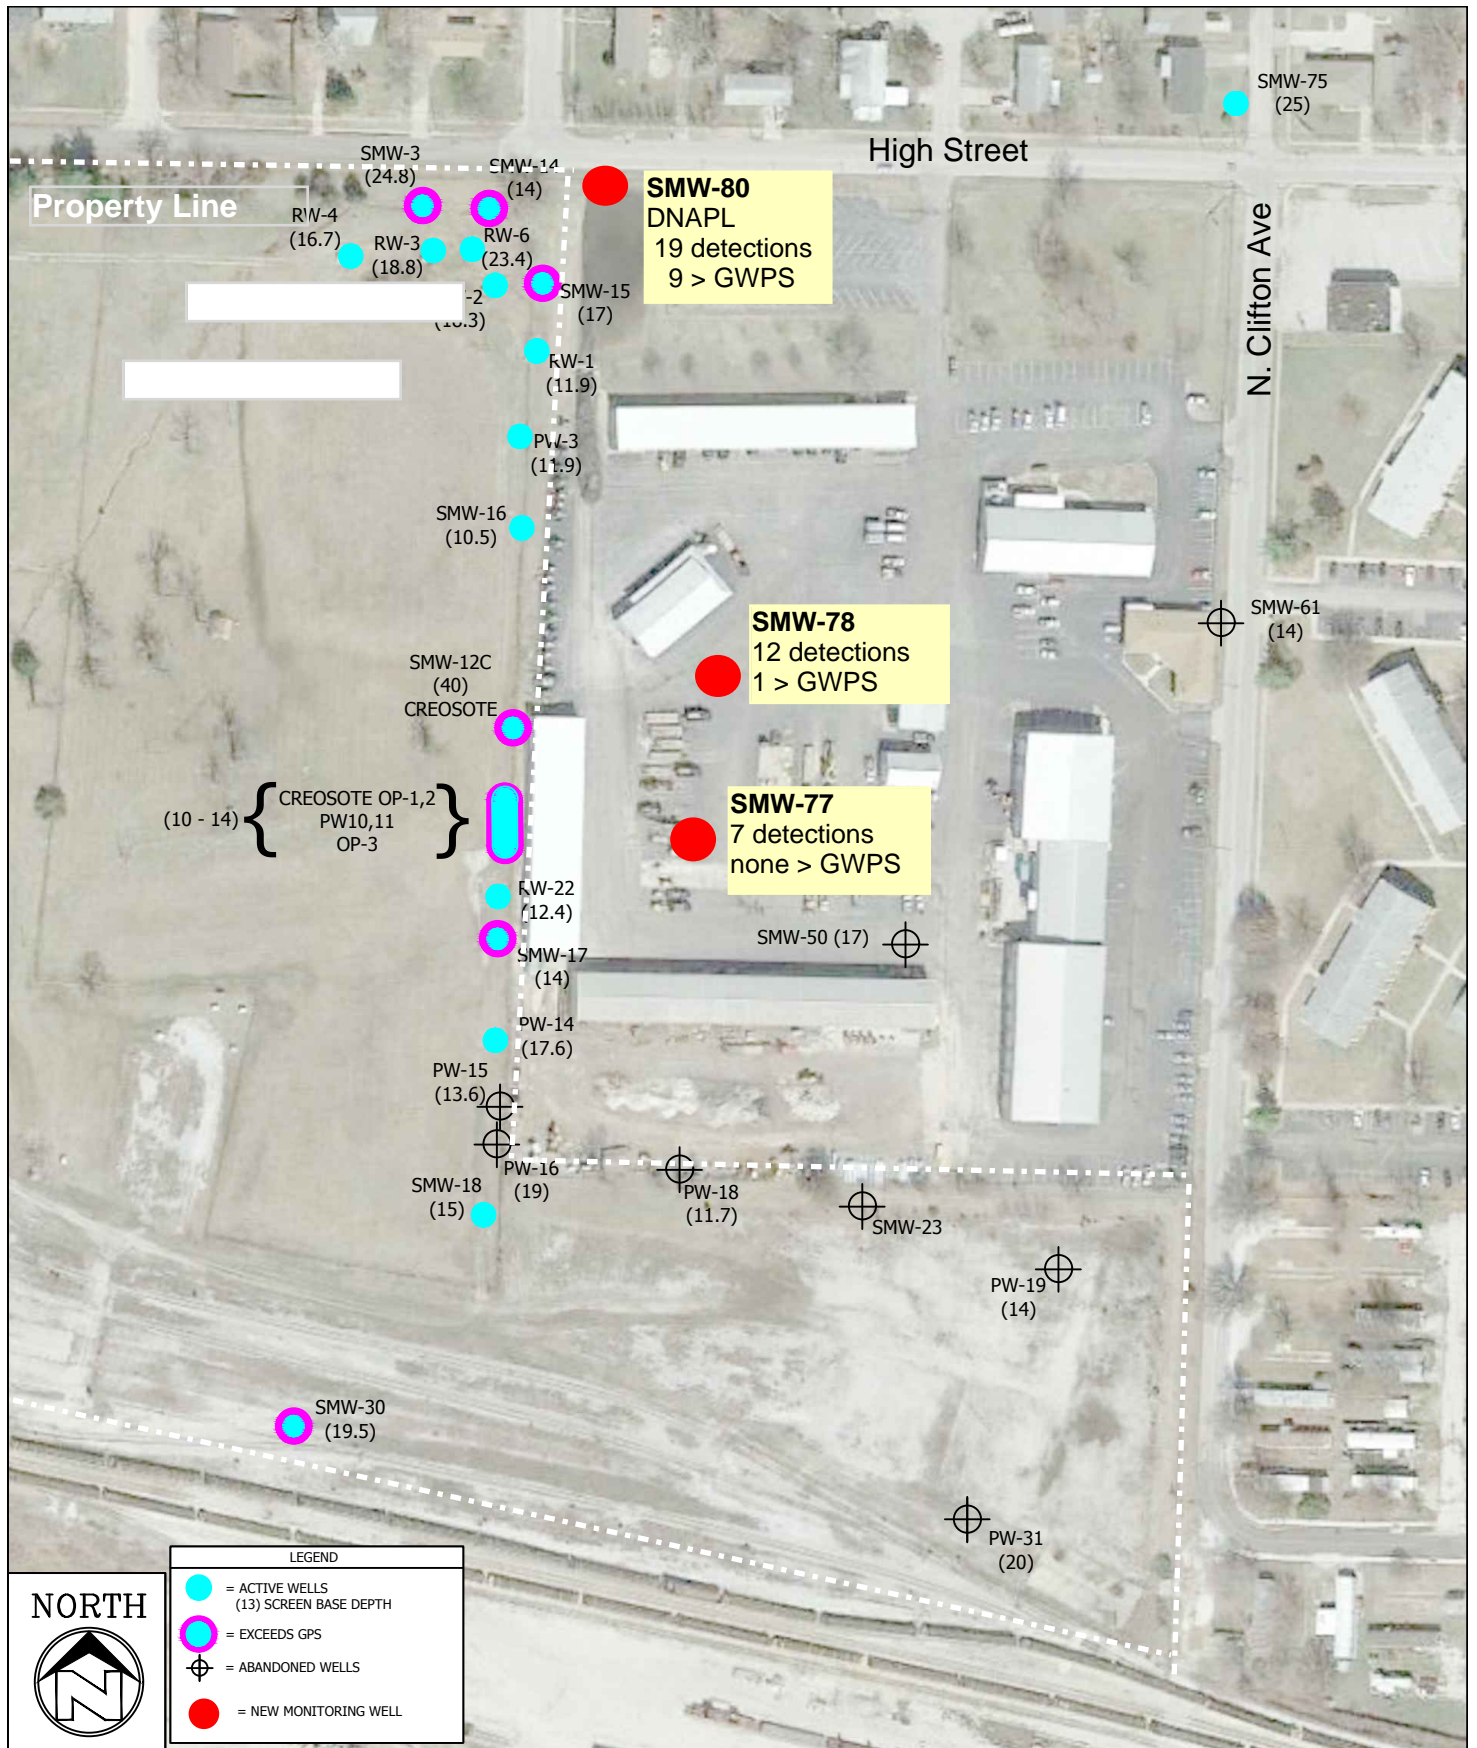 SMW-75
(25)
High Street
SMW-3
(24.8)
SMW-14
(14)
Property Line
SMW-80
DNAPL
19 detections
9 > GWPS
RW-4
(16.7)
RW-3
(18.8)
RW-6
(23.4)
-2
SMW-15
(17)
N. Clifton Ave
RW-1
(11.9)
PW-3
(11.9)
SMW-16
(10.5)
SMW-61
(14)
SMW-78
12 detections
1 > GWPS
SMW-12C
(40)
CREOSOTE
(10 - 14)
CREOSOTE OP-1,2
PW10,11
OP-3
SMW-77
7 detections
none > GWPS
RW-22
(12.4)
SMW-50 (17)
SMW-17
(14)
PW-14
(17.6)
PW-15
(13.6)
PW-16
(19)
SMW-18
(15)
PW-18
(11.7)
SMW-23
PW-19
(14)
SMW-30
(19.5)
PW-31
(20)
LEGEND
= ACTIVE WELLS
(13) SCREEN BASE DEPTH
= EXCEEDS GPS
= ABANDONED WELLS
= NEW MONITORING WELL
NORTH
N